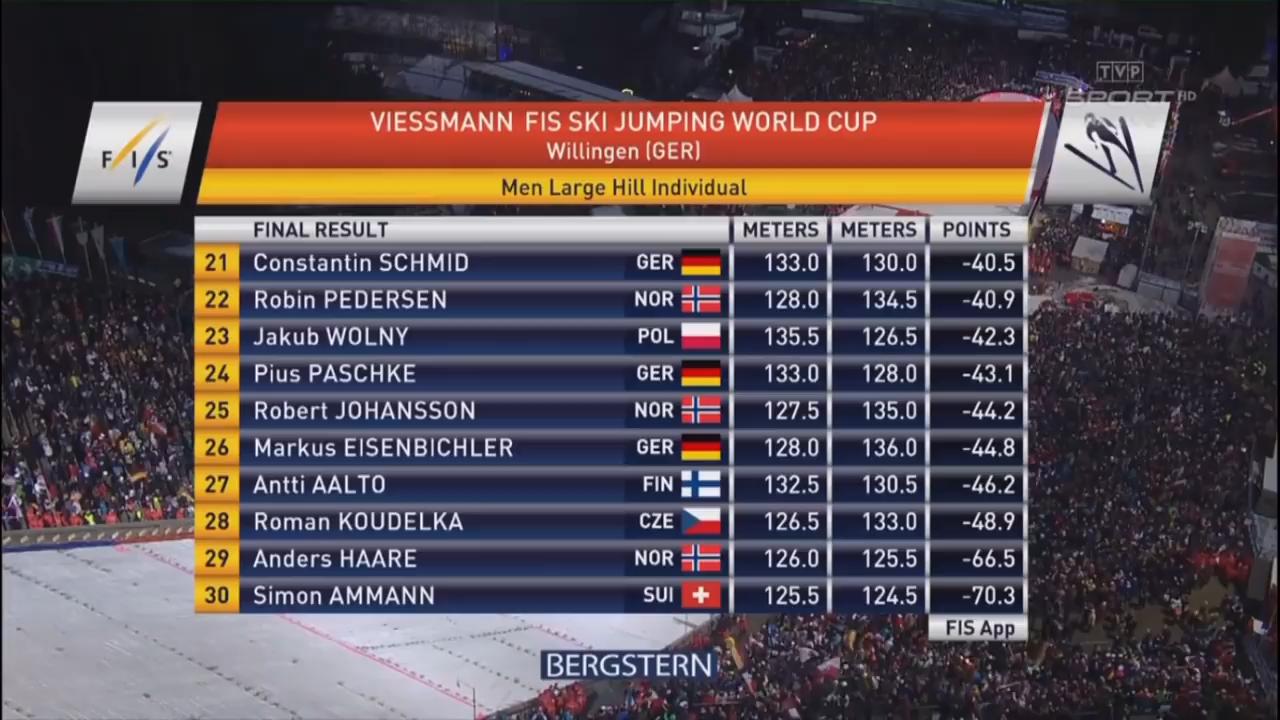 TVP
SPORT HD
FIS
VIESSMANN FIS SKI JUMPING WORLD CUP
Willingen (GER)
Men Large Hill Individual
FINAL RESULT METERS METERS POINTS
21 Constantin SCHMID GER 133.0 130.0 -40.5
22 Robin PEDERSEN NOR 128.0 134.5 -40.9
23 Jakub WOLNY POL 135.5 126.5 -42.3
24 Pius PASCHKE GER 133.0 128.0 -43.1
25 Robert JOHANSSON NOR 127.5 135.0 -44.2
26 Markus EISENBICHLER GER 128.0 136.0 -44.8
27 Antti AALTO FIN 132.5 130.5 -46.2
28 Roman KOUDELKA CZE 126.5 133.0 -48.9
29 Anders HAARE NOR 126.0 125.5 -66.5
30 Simon AMMANN SUI 125.5 124.5 -70.3
FIS App
BERGSTERN